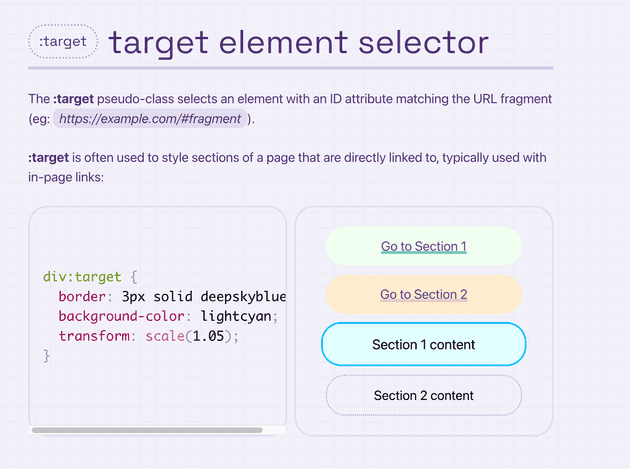 :target target element selector
The :target pseudo-class selects an element with an ID attribute matching the URL fragment
(eg: https://example.com/#fragment ).
:target is often used to style sections of a page that are directly linked to, typically used with
in-page links:
div:target {
border: 3px solid deepskyblue
background-color: lightcyan;
transform: scale(1.05);
}
Go to Section 1
Go to Section 2
Section 1 content
Section 2 content